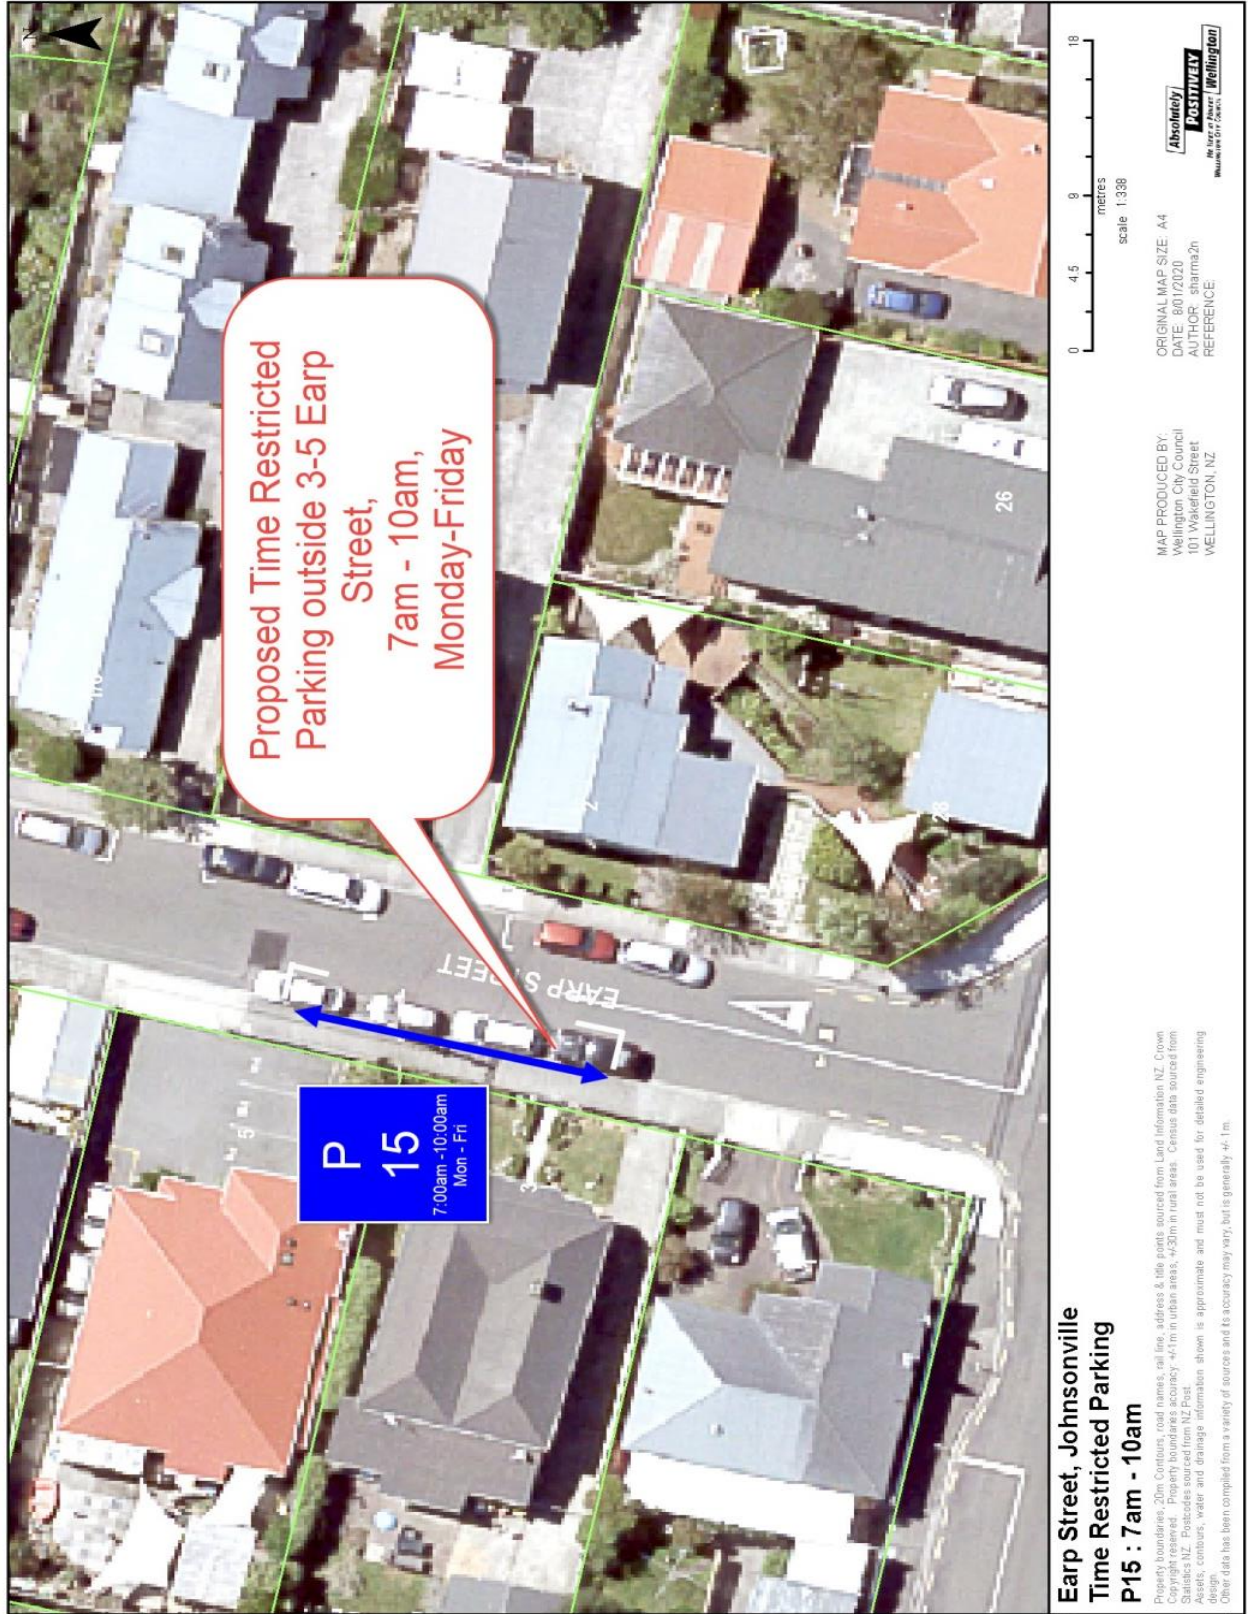 N
Proposed Time Restricted
Parking outside 3-5 Earp
Street,
7am - 10am,
Monday-Friday
P
15
7:00am -10:00am
Mon - Fri
EARP STREET
5
26
28
Earp Street, Johnsonville
Time Restricted Parking
P15 : 7am - 10am
Property boundaries, 20m Contours, road names, rail line, address & title points sourced from Land Information NZ. Crown
Copyright reserved. Property boundaries accuracy: +/-1m in urban areas, +/-30m in rural areas. Census data sourced from
Statistics NZ. Postcodes sourced from NZ Post.
Assets, contours, water and drainage information shown is approximate and must not be used for detailed engineering
design.
Other data has been compiled from a variety of sources and its accuracy may vary, but is generally +/- 1m.
MAP PRODUCED BY:
Wellington City Council
101 Wakefield Street
WELLINGTON, NZ
ORIGINAL MAP SIZE: A4
DATE: 8/01/2020
AUTHOR: sharma2n
REFERENCE:
0 4.5 9 18
metres
scale 1:338
Absolutely
POSITIVELY
Wellington
Me Heke Ki Pōneke
WELLINGTON CITY COUNCIL